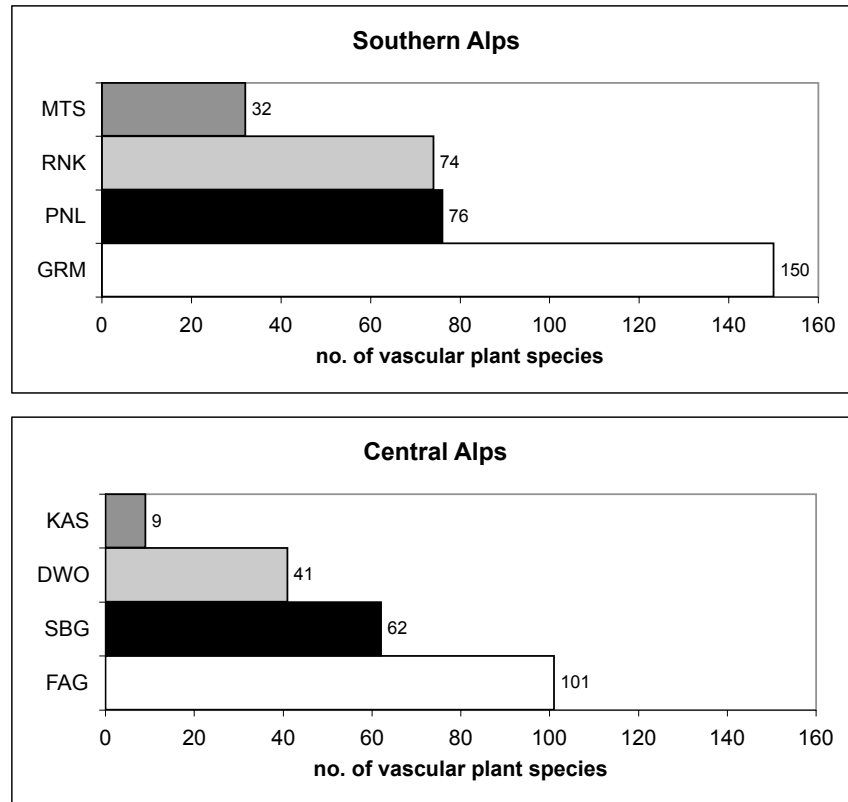 Southern Alps
MTS 32
RNK 74
PNL 76
GRM 150
0 20 40 60 80 100 120 140 160
no. of vascular plant species
Central Alps
KAS 9
DWO 41
SBG 62
FAG 101
0 20 40 60 80 100 120 140 160
no. of vascular plant species